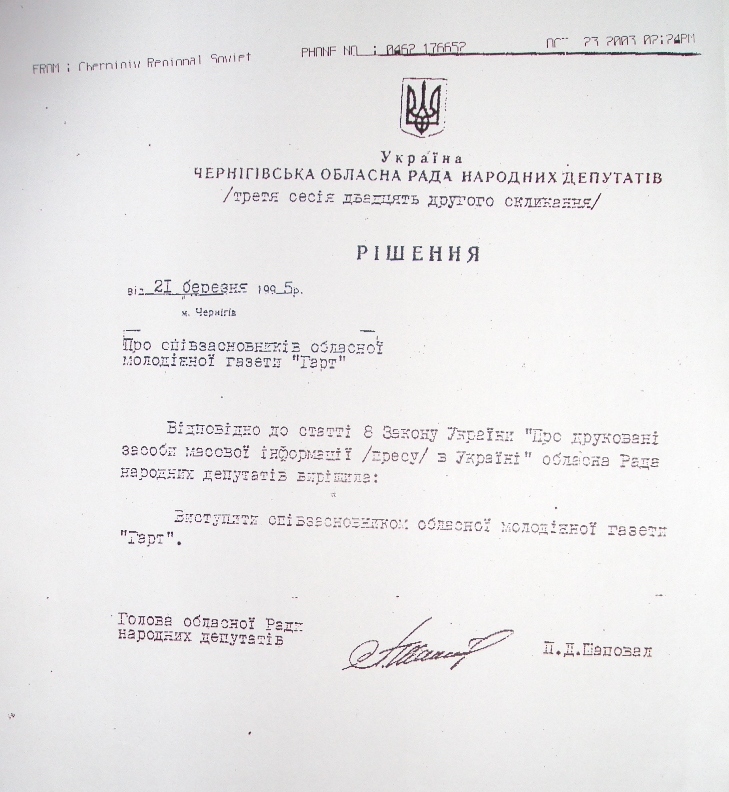 FROM : Cherniniv Regional Soviet PHONE NO. : 0462 176652 OCT 23 2003 02:24PM
Україна
ЧЕРНІГІВСЬКА ОБЛАСНА РАДА НАРОДНИХ ДЕПУТАТІВ
/третя сесія двадцять другого скликання/
РІШЕННЯ
від 21 березня 1995р.
м. Чернігів
Про співзасновників обласної
молодіжної газети "Гарт"
Відповідно до статті 8 Закону України "Про друковані
засоби масової інформації /пресу/ в Україні" обласна Рада
народних депутатів вирішила:
Виступити співзасновником обласної молодіжної газети
"Гарт".
Голова обласної Ради
народних депутатів
П.Д.Шаповал